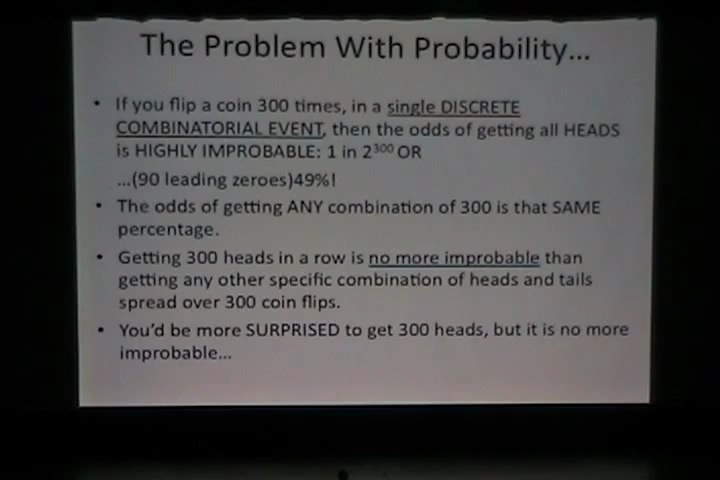 The Problem With Probability...
• If you flip a coin 300 times, in a single DISCRETE
COMBINATORIAL EVENT, then the odds of getting all HEADS
is HIGHLY IMPROBABLE: 1 in 2³⁰⁰ OR
...(90 leading zeroes)49%!
• The odds of getting ANY combination of 300 is that SAME
percentage.
• Getting 300 heads in a row is no more improbable than
getting any other specific combination of heads and tails
spread over 300 coin flips.
• You'd be more SURPRISED to get 300 heads, but it is no more
improbable...